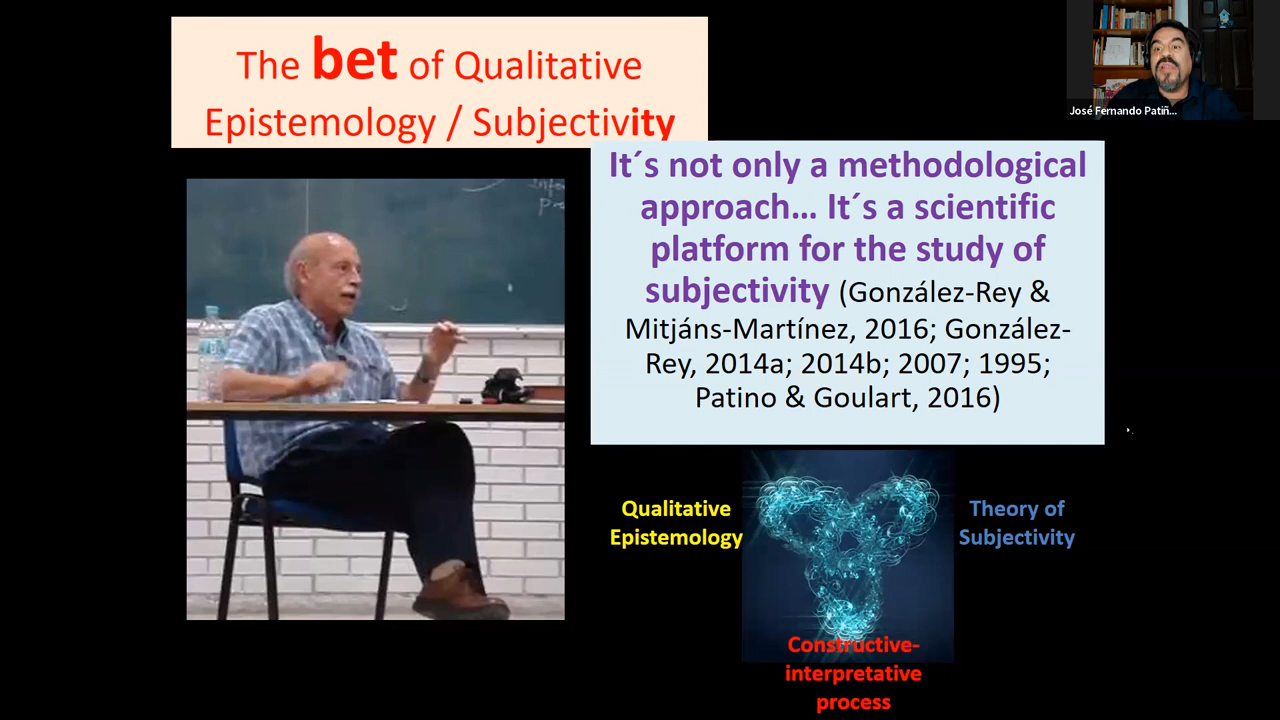 The bet of Qualitative
Epistemology / Subjectivity
José Fernando Patiñ...
It´s not only a methodological
approach... It´s a scientific
platform for the study of
subjectivity (González-Rey &
Mitjáns-Martínez, 2016; González-
Rey, 2014a; 2014b; 2007; 1995;
Patino & Goulart, 2016)
Qualitative
Epistemology
Theory of
Subjectivity
Constructive-
interpretative
process